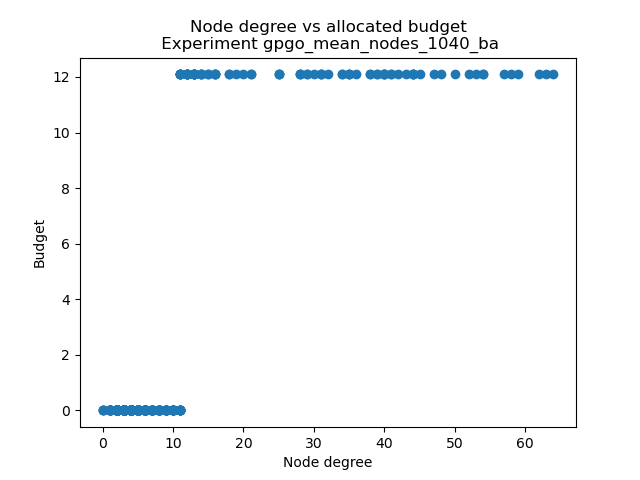 Node degree vs allocated budget
Experiment gpgo_mean_nodes_1040_ba
12
10
8
6
4
2
0
Budget
0 10 20 30 40 50 60
Node degree